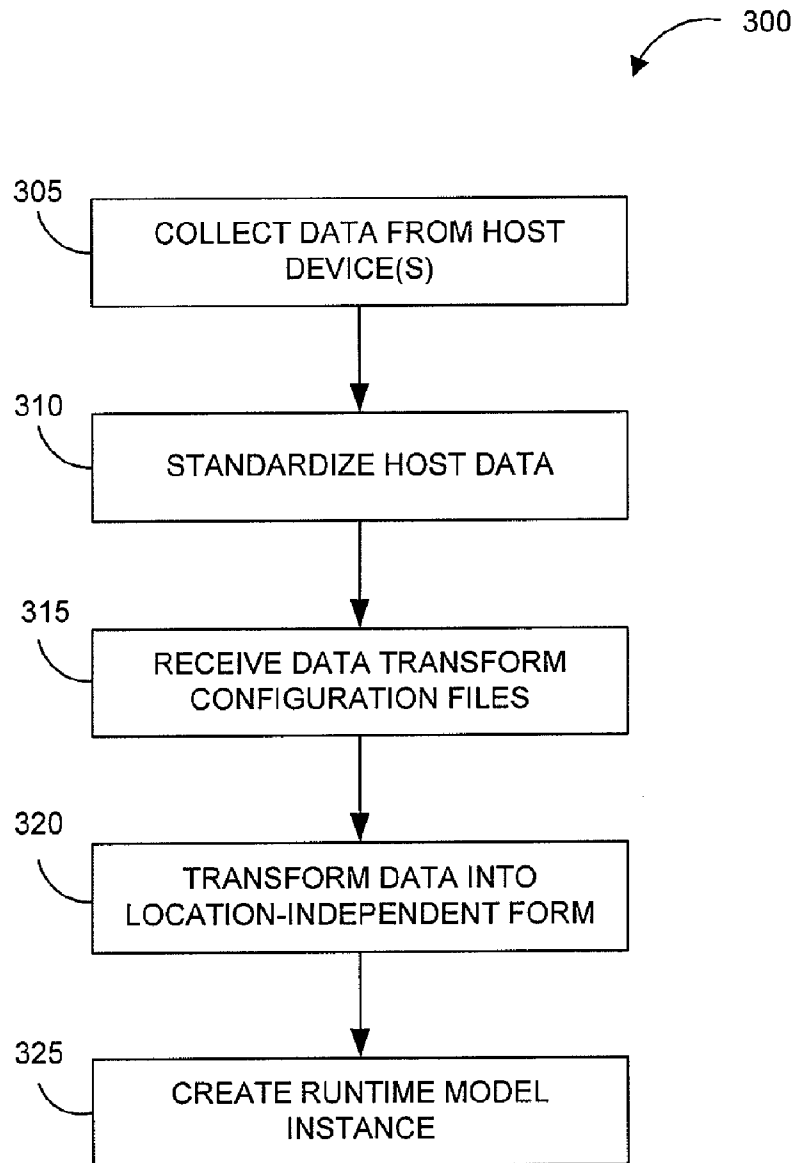 300
305
COLLECT DATA FROM HOST
DEVICE(S)
310
STANDARDIZE HOST DATA
315
RECEIVE DATA TRANSFORM
CONFIGURATION FILES
320
TRANSFORM DATA INTO
LOCATION-INDEPENDENT FORM
325
CREATE RUNTIME MODEL
INSTANCE